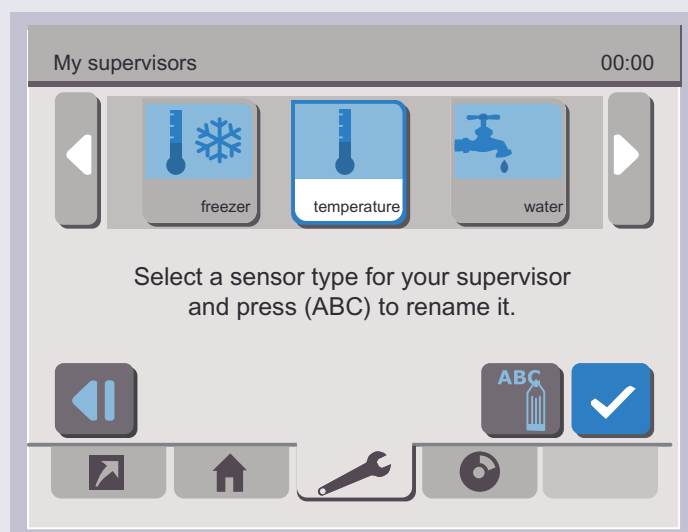 My supervisors 00:00
freezer temperature water
Select a sensor type for your supervisor
and press (ABC) to rename it.
ABC